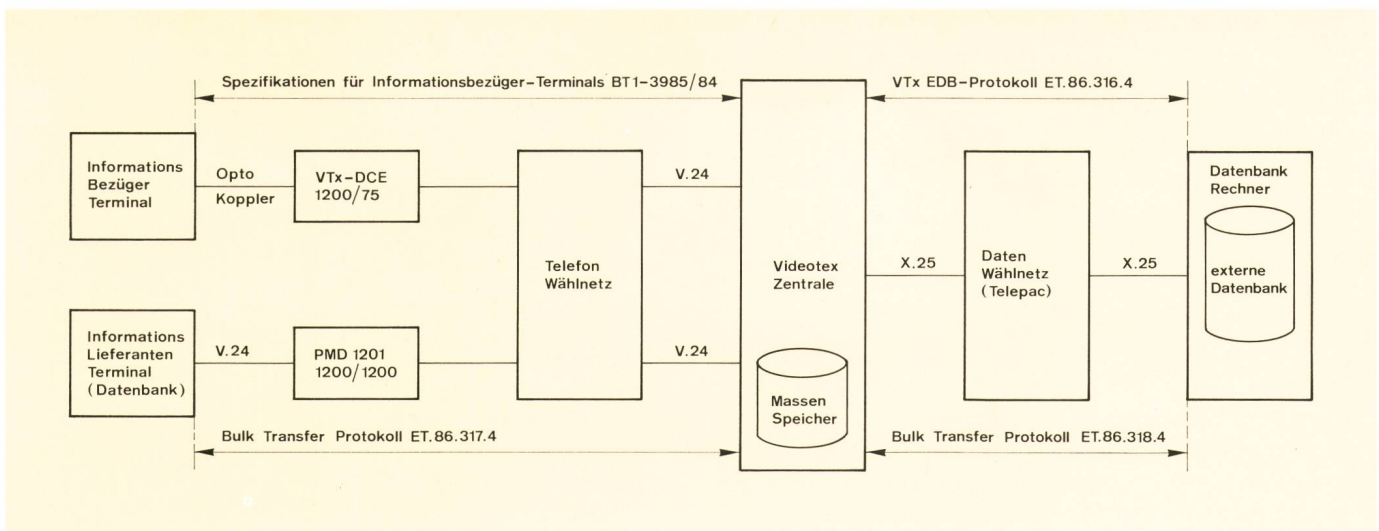 Spezifikationen für Informationsbezüger-Terminals BT1-3985/84
VTx EDB-Protokoll ET.86.316.4
Informations
Bezüger
Terminal
Opto
Koppler
VTx-DCE
1200/75
V.24
Telefon
Wählnetz
Videotex
Zentrale
X.25
Daten
Wählnetz
(Telepac)
X.25
Datenbank
Rechner
externe
Datenbank
Informations
Lieferanten
Terminal
(Datenbank)
V.24
PMD 1201
1200/1200
V.24
Massen
Speicher
Bulk Transfer Protokoll ET.86.317.4
Bulk Transfer Protokoll ET.86.318.4